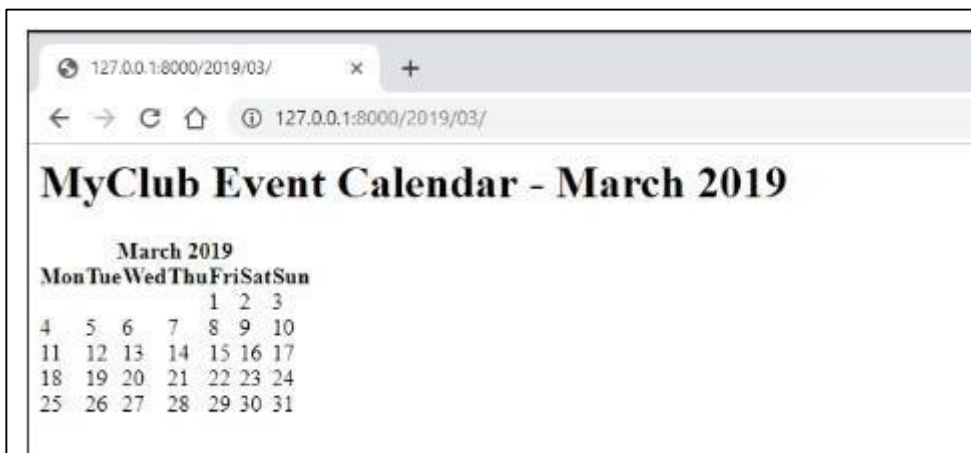 127.0.0.1:8000/2019/03/
127.0.0.1:8000/2019/03/
MyClub Event Calendar - March 2019
March 2019
Mon Tue Wed Thu Fri Sat Sun
1 2 3
4 5 6 7 8 9 10
11 12 13 14 15 16 17
18 19 20 21 22 23 24
25 26 27 28 29 30 31